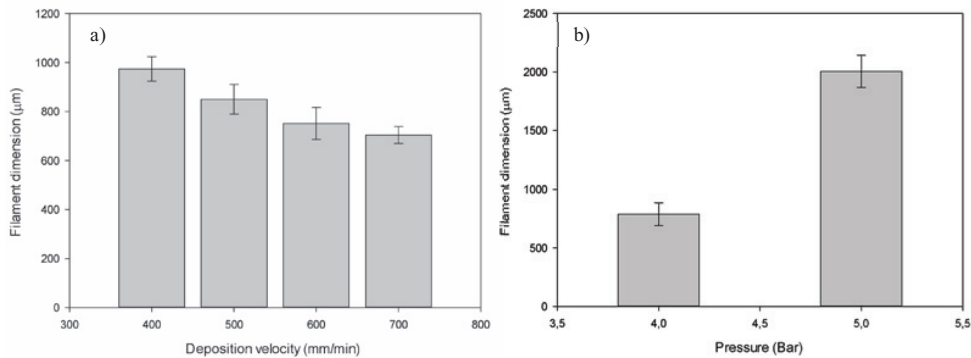 a)
1200
1000
800
600
400
200
0
Filament dimension (μm)
300 400 500 600 700 800
Deposition velocity (mm/min)
b)
2500
2000
1500
1000
500
0
Filament dimension (μm)
3,5 4,0 4,5 5,0 5,5
Pressure (Bar)